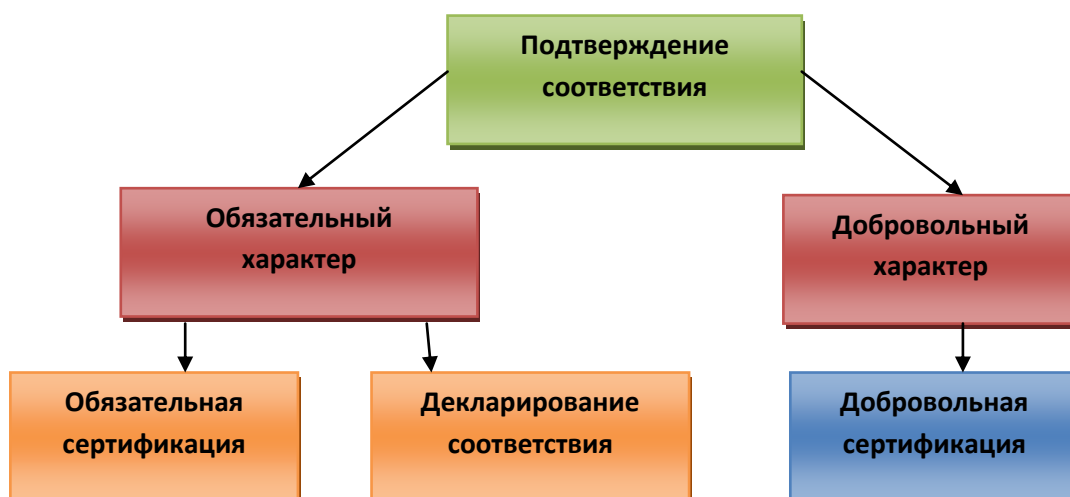 Подтверждение
соответствия
Обязательный
характер
Добровольный
характер
Обязательная
сертификация
Декларирование
соответствия
Добровольная
сертификация